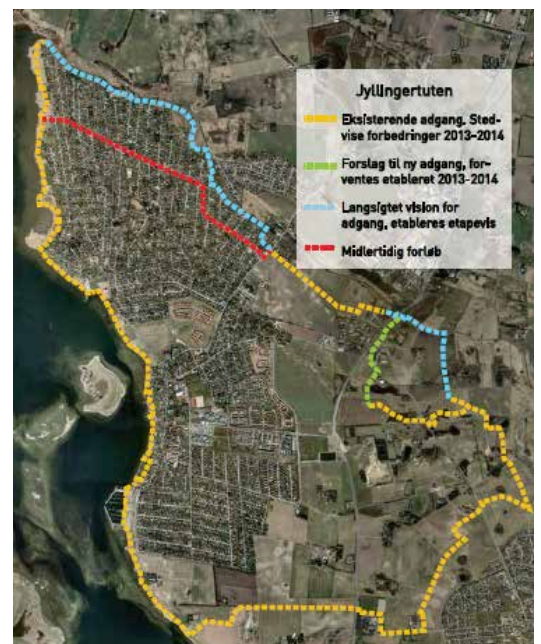 Jyllingertuten
Eksisterende adgang. Sted-
vise forbedringer 2013-2014
Forslag til ny adgang, for-
ventes etableret 2013-2014
Langsigtet vision for
adgang, etableres etapevis
Midlertidig forløb